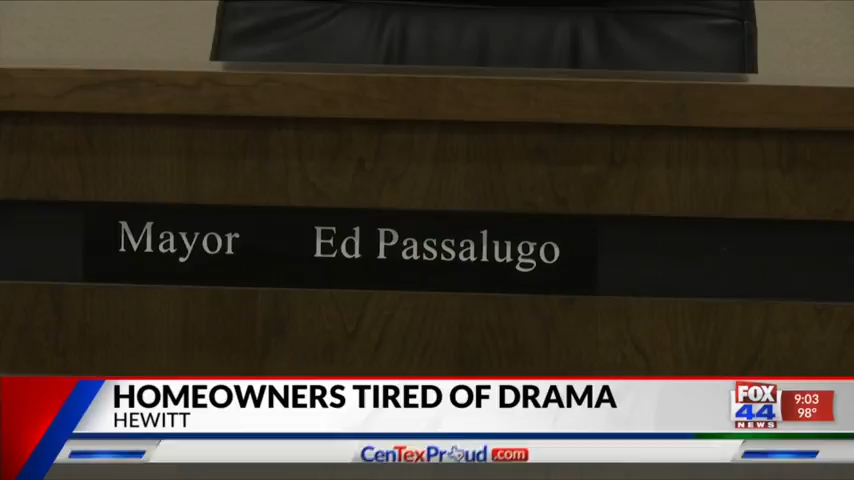 Mayor Ed Passalugo
HOMEOWNERS TIRED OF DRAMA
HEWITT
FOX
44
NEWS
9:03
98°
CenTexProud.com